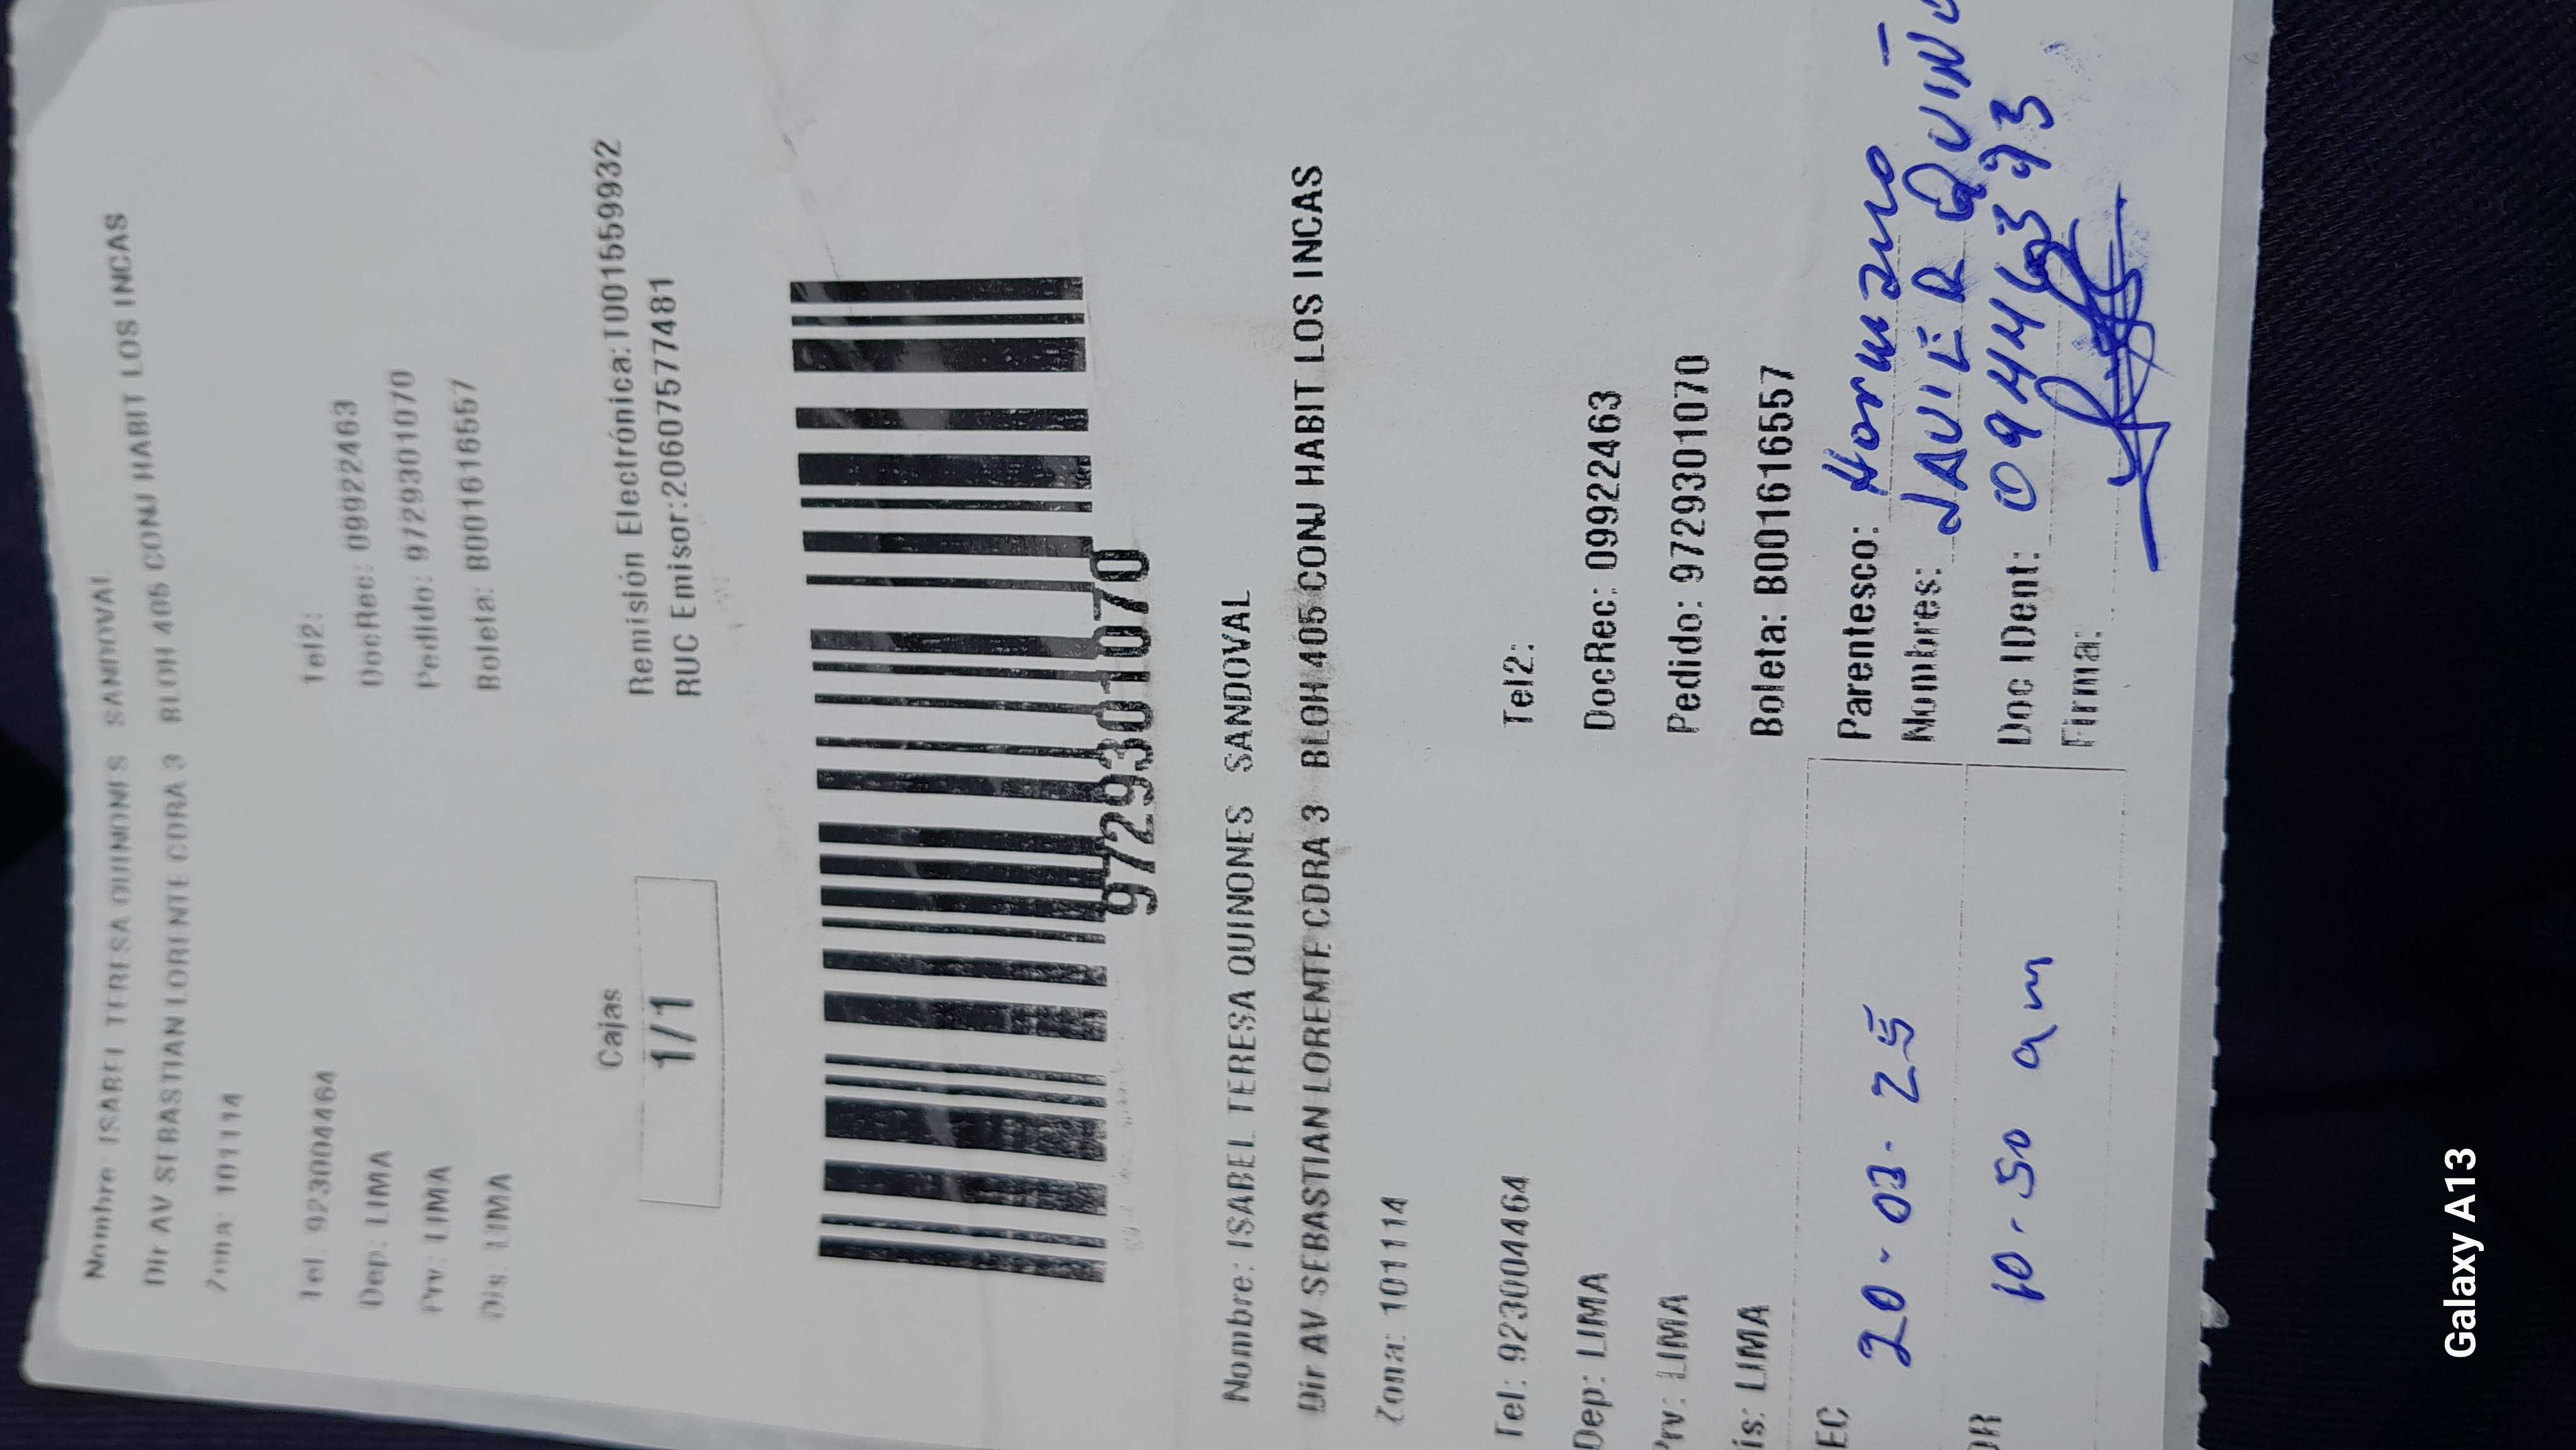 Nombre: ISABEL TERESA QUINONES SANDOVAL
Dir AV SEBASTIAN LORENTE CDRA 3 BLOH 405 CONJ HABIT LOS INCAS
Zona: 101114
Tel: 923004464 Tel2:
Dep: LIMA DocRec: 09922463
Prv: LIMA Pedido: 9729301070
Dis: LIMA Boleta: B001616557
Cajas Remisión Electrónica:T001559932
1/1 RUC Emisor:20607577481
9729301070
Nombre: ISABEL TERESA QUINONES SANDOVAL
Dir AV SEBASTIAN LORENTE CDRA 3 BLOH 405 CONJ HABIT LOS INCAS
Zona: 101114
Tel: 923004464 Tel2:
Dep: LIMA DocRec: 09922463
Prv: LIMA Pedido: 9729301070
is: LIMA Boleta: B001616557
EC 20-03-25 Parentesco: Hormano
Nombres: JAVIER QUINO
OR 10-50 am Doc IDent:
Firma:
Galaxy A13